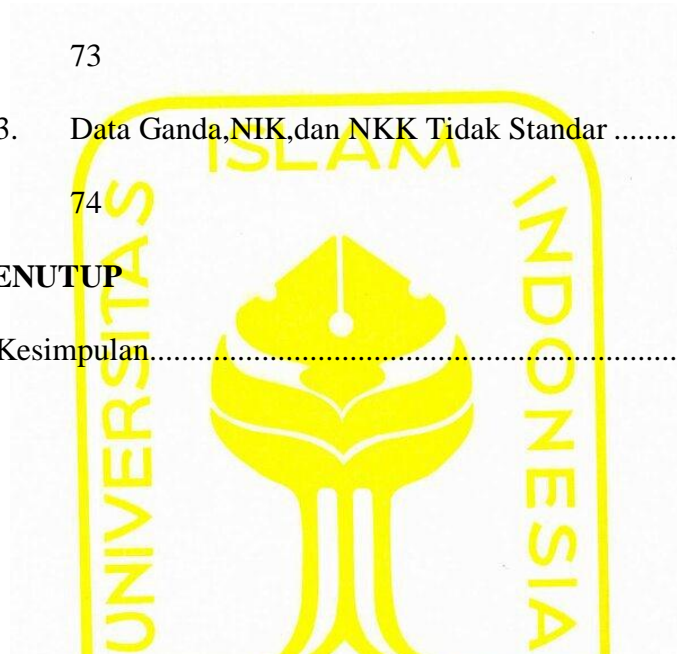 73
3. Data Ganda,NIK,dan NKK Tidak Standar ........
74
ENUTUP
Kesimpulan..................................................................
UNIVERSITAS
ISLAM
INDONESIA